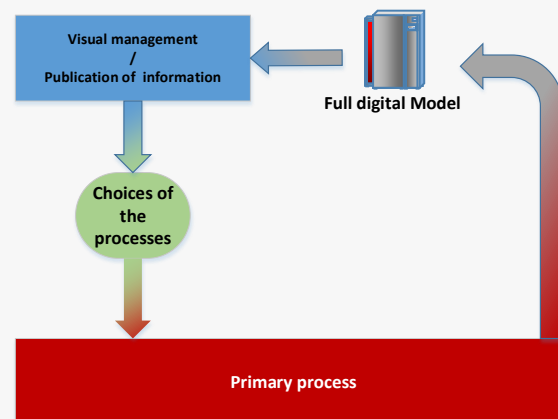 Visual management
/
Publication of information
Full digital Model
Choices of
the
processes
Primary process